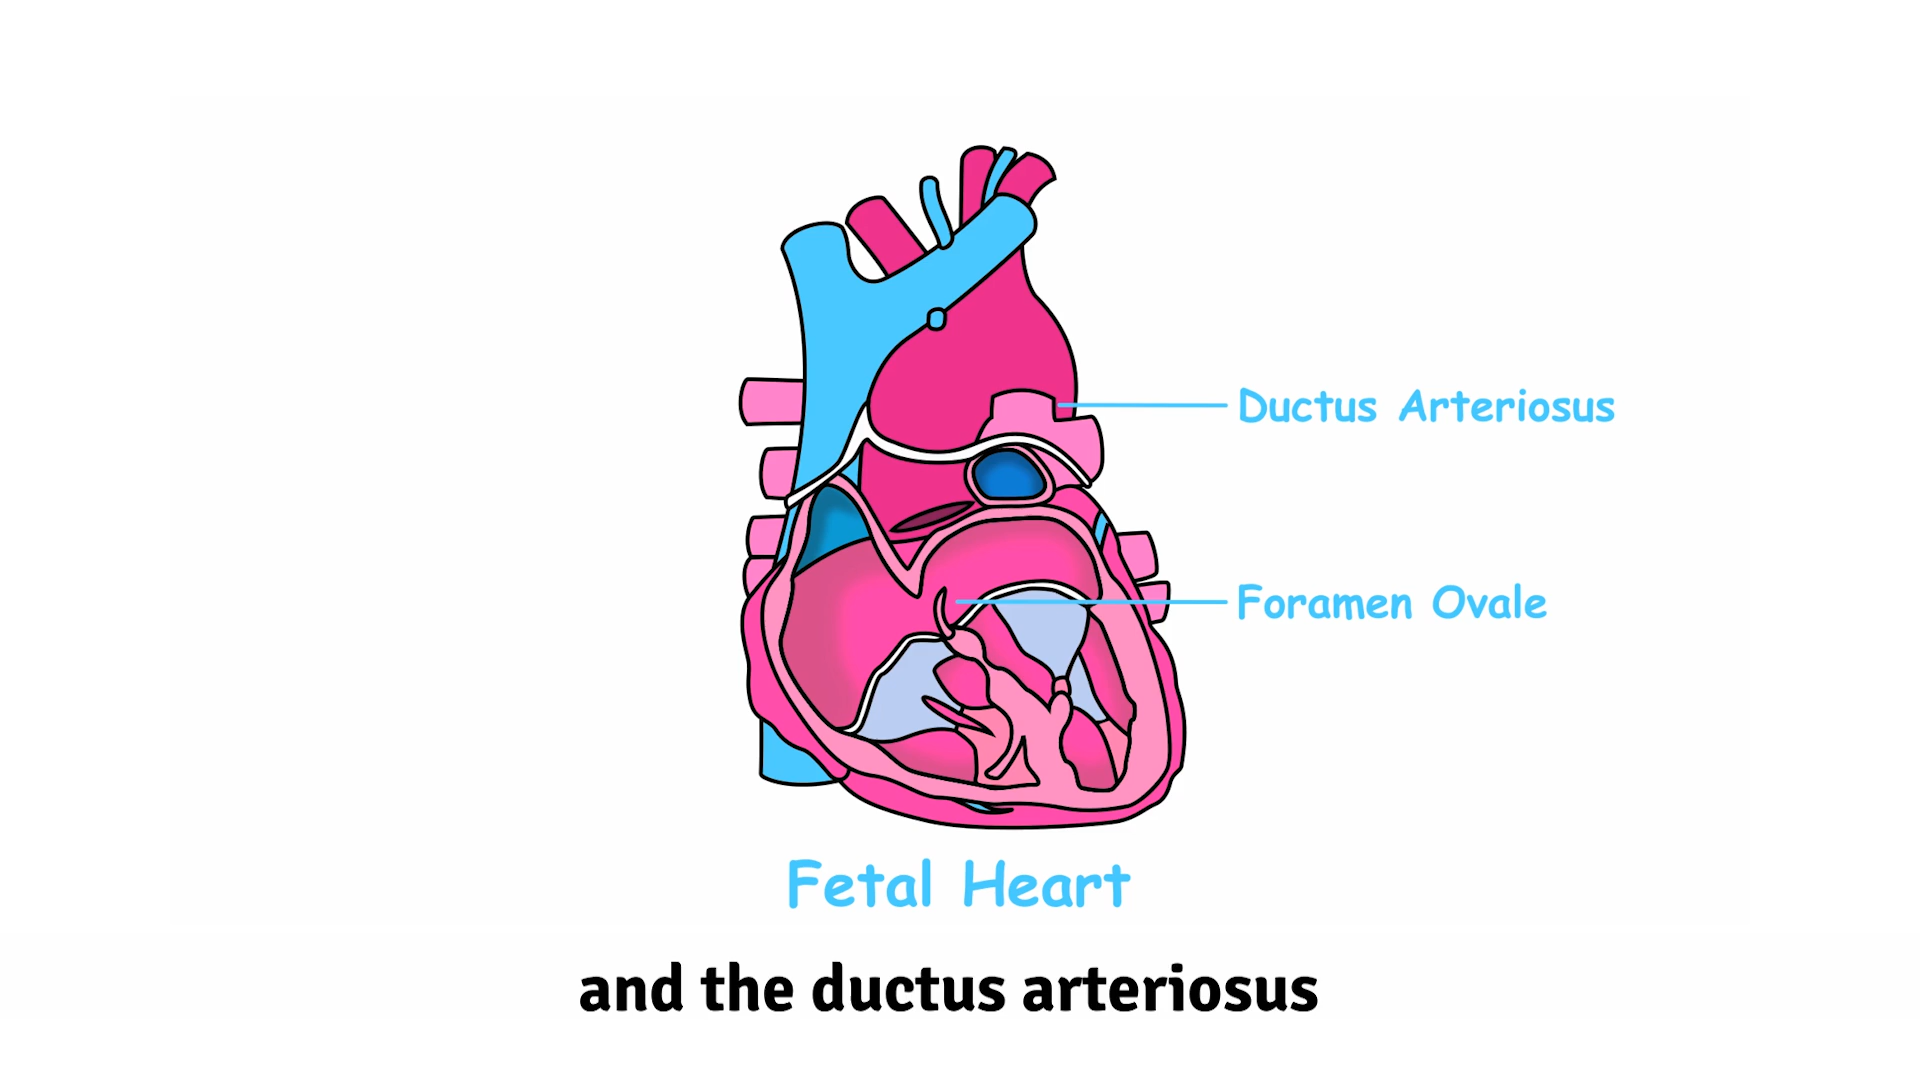 Ductus Arteriosus
Foramen Ovale
Fetal Heart
and the ductus arteriosus